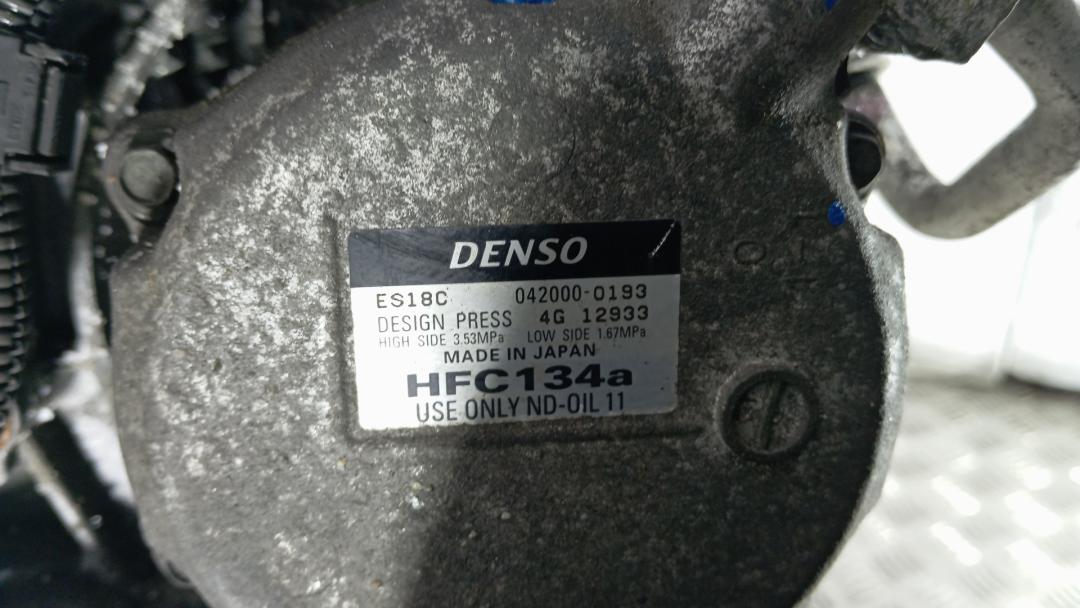 DENSO
ES18C 042000-0193
DESIGN PRESS 4G 12933
HIGH SIDE 3.53MPa LOW SIDE 1.67MPa
MADE IN JAPAN
HFC134a
USE ONLY ND-OIL 11